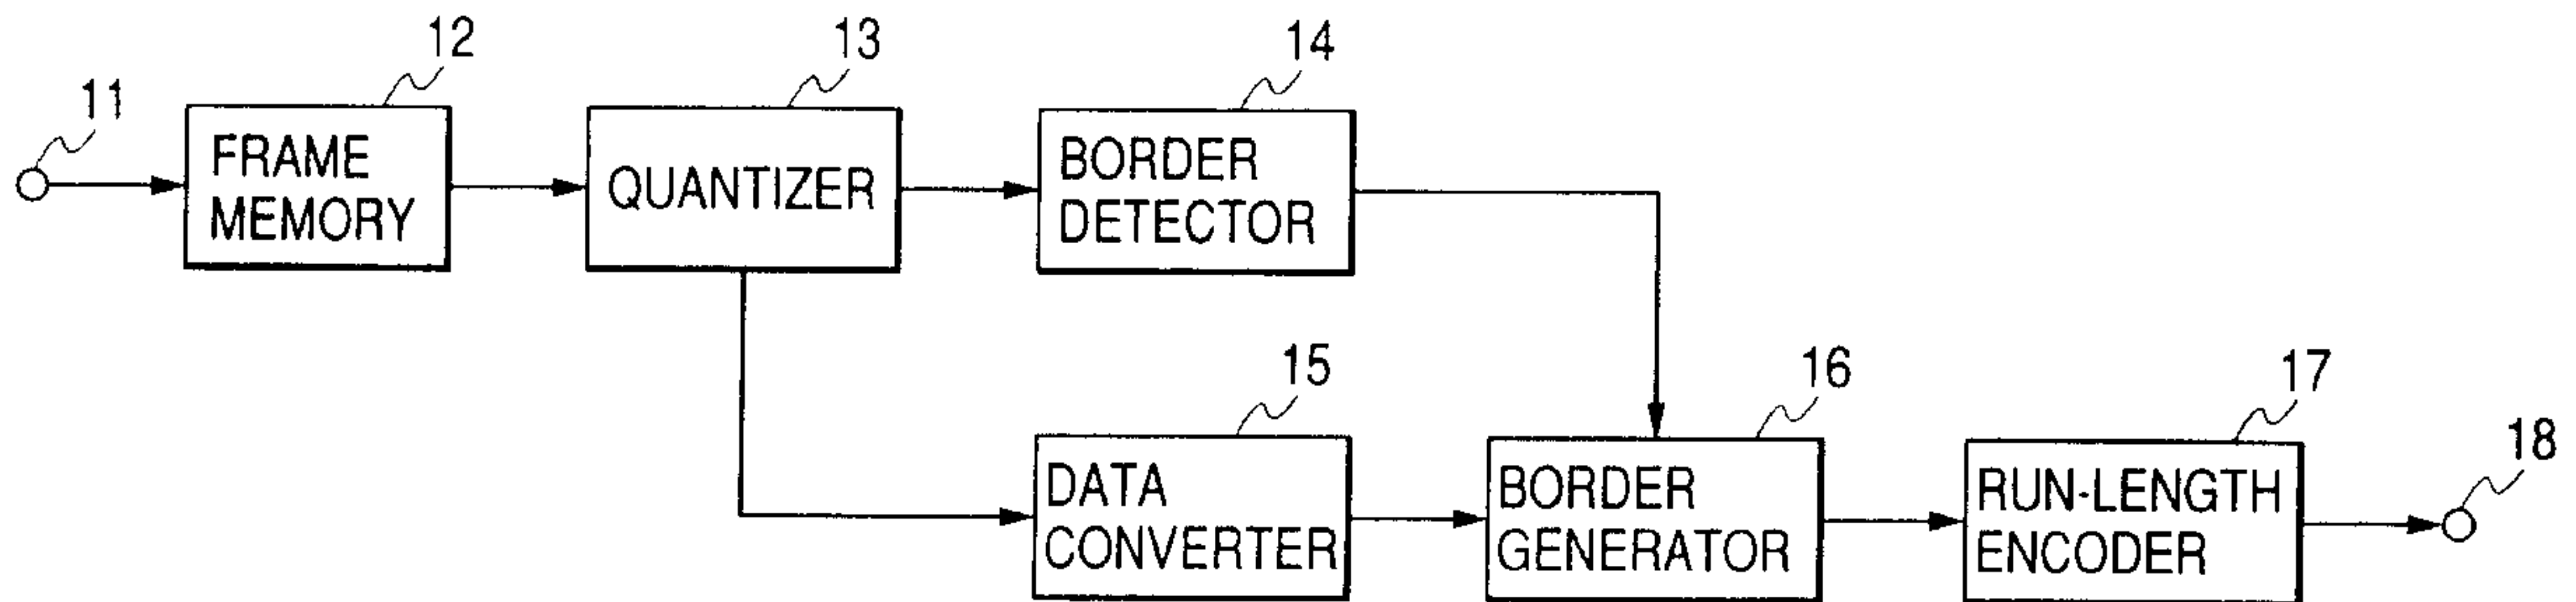 11
12
FRAME
MEMORY
13
QUANTIZER
14
BORDER
DETECTOR
15
DATA
CONVERTER
16
BORDER
GENERATOR
17
RUN-LENGTH
ENCODER
18